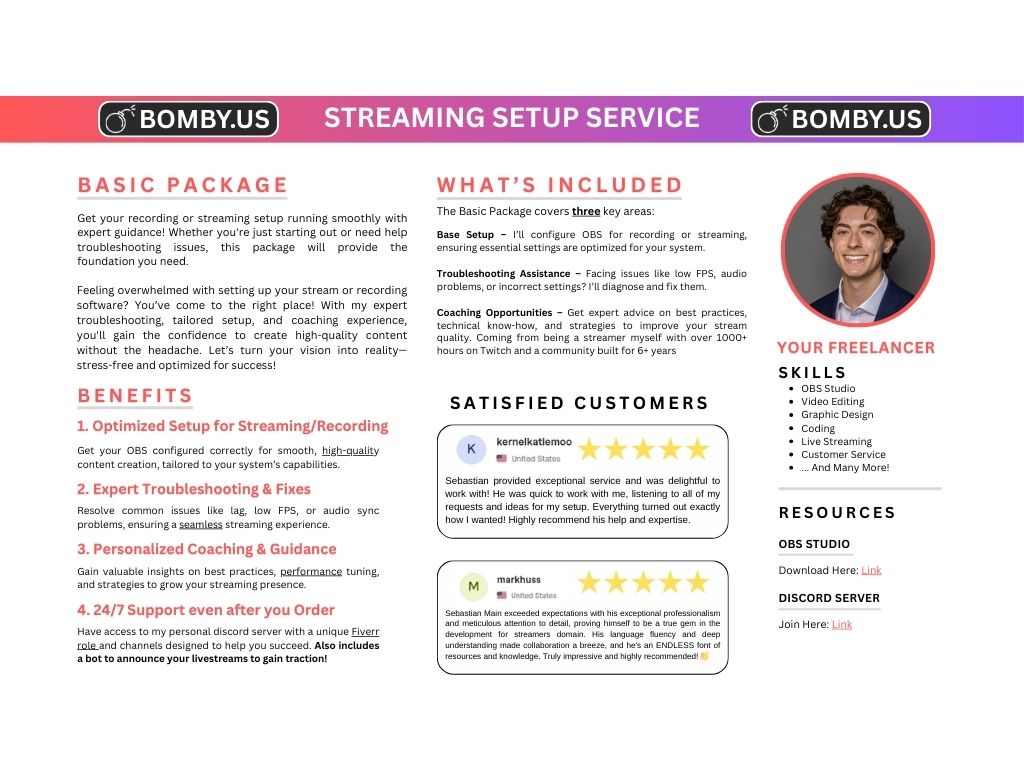 BOMBY.US
STREAMING SETUP SERVICE
BOMBY.US
BASIC PACKAGE
Get your recording or streaming setup running smoothly with
expert guidance! Whether you're just starting out or need help
troubleshooting issues, this package will provide the
foundation you need.
Feeling overwhelmed with setting up your stream or recording
software? You've come to the right place! With my expert
troubleshooting, tailored setup, and coaching experience,
you'll gain the confidence to create high-quality content
without the headache. Let's turn your vision into reality—
stress-free and optimized for success!
BENEFITS
1. Optimized Setup for Streaming/Recording
Get your OBS configured correctly for smooth, high-quality
content creation, tailored to your system's capabilities.
2. Expert Troubleshooting & Fixes
Resolve common issues like lag, low FPS, or audio sync
problems, ensuring a seamless streaming experience.
3. Personalized Coaching & Guidance
Gain valuable insights on best practices, performance tuning,
and strategies to grow your streaming presence.
4. 24/7 Support even after you Order
Have access to my personal discord server with a unique Fiverr
role and channels designed to help you succeed. Also includes
a bot to announce your livestreams to gain traction!
WHAT'S INCLUDED
The Basic Package covers three key areas:
Base Setup – I'll configure OBS for recording or streaming,
ensuring essential settings are optimized for your system.
Troubleshooting Assistance – Facing issues like low FPS, audio
problems, or incorrect settings? I'll diagnose and fix them.
Coaching Opportunities – Get expert advice on best practices,
technical know-how, and strategies to improve your stream
quality. Coming from being a streamer myself with over 1000+
hours on Twitch and a community built for 6+ years
SATISFIED CUSTOMERS
K
kernelkatlemoo
United States
Sebastian provided exceptional service and was delightful to
work with! He was quick to work with me, listening to all of my
requests and ideas for my setup. Everything turned out exactly
how I wanted! Highly recommend his help and expertise.
M
markhuss
United States
Sebastian Main exceeded expectations with his exceptional professionalism
and meticulous attention to detail, proving himself to be a true gem in the
development for streamers domain. His language fluency and deep
understanding made collaboration a breeze, and he's an ENDLESS font of
resources and knowledge. Truly impressive and highly recommended! 👏
YOUR FREELANCER
SKILLS
• OBS Studio
• Video Editing
• Graphic Design
• Coding
• Live Streaming
• Customer Service
• ... And Many More!
RESOURCES
OBS STUDIO
Download Here: Link
DISCORD SERVER
Join Here: Link